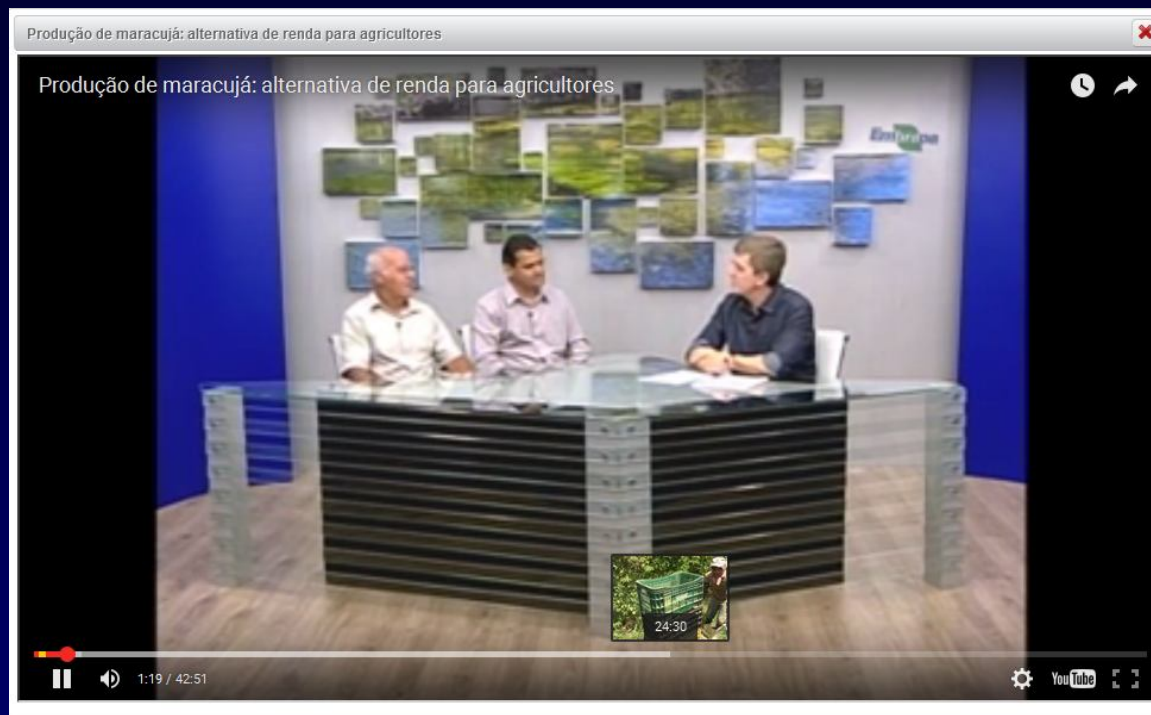 Produção de maracujá: alternativa de renda para agricultores
Produção de maracujá: alternativa de renda para agricultores
Embrapa
24:30
1:19 / 42:51
YouTube